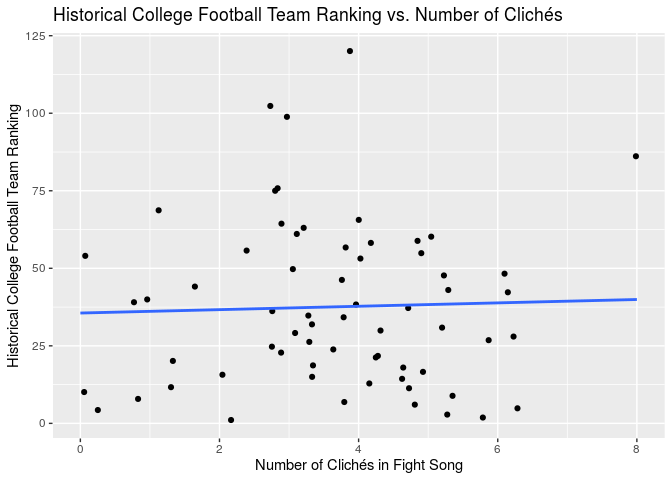 Historical College Football Team Ranking vs. Number of Clichés
Historical College Football Team Ranking
125
100
75
50
25
0
0 2 4 6 8
Number of Clichés in Fight Song